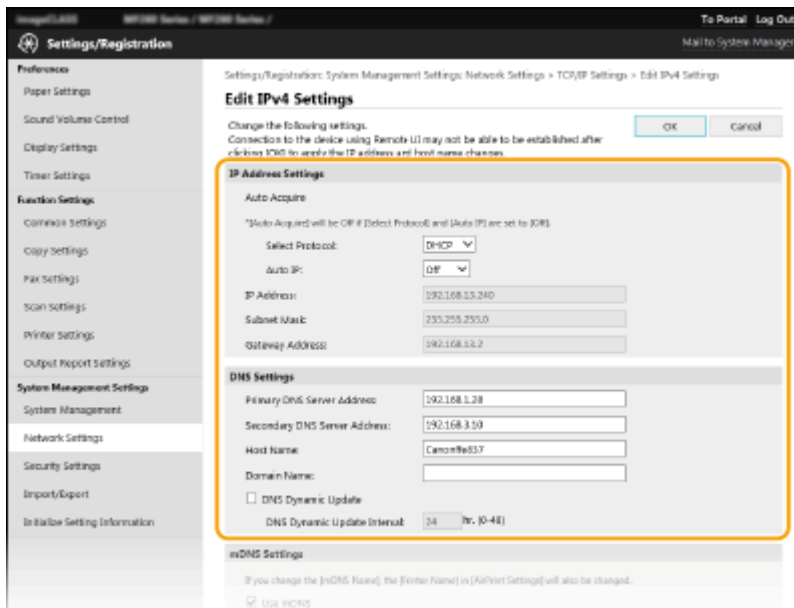 To Portal Log Out
Settings/Registration
Mail to System Manager
Preferences
Paper Settings
Sound Volume Control
Display Settings
Timer Settings
Function Settings
Common Settings
Copy Settings
Fax Settings
Scan Settings
Printer Settings
Output Report Settings
System Management Settings
System Management
Network Settings
Security Settings
Import/Export
Initialize Setting Information
Settings/Registration: System Management Settings: Network Settings > TCP/IP Settings > Edit IPv4 Settings
Edit IPv4 Settings
Change the following settings.
Connection to the device using Remote UI may not be able to be established after
clicking [OK] to apply the IP address and host name changes.
OK Cancel
IP Address Settings
Auto Acquire
*[Auto Acquire] will be Off if [Select Protocol] and [Auto IP] are set to [Off].
Select Protocol: DHCP
Auto IP: Off
IP Address: 192.168.13.240
Subnet Mask: 255.255.255.0
Gateway Address: 192.168.13.2
DNS Settings
Primary DNS Server Address: 192.168.1.28
Secondary DNS Server Address: 192.168.3.10
Host Name: Canonffe837
Domain Name:
DNS Dynamic Update
DNS Dynamic Update Interval: 24 hr. (0-48)
mDNS Settings
If you change the [mDNS Name], the [Printer Name] in [AirPrint Settings] will also be changed.
Use mDNS